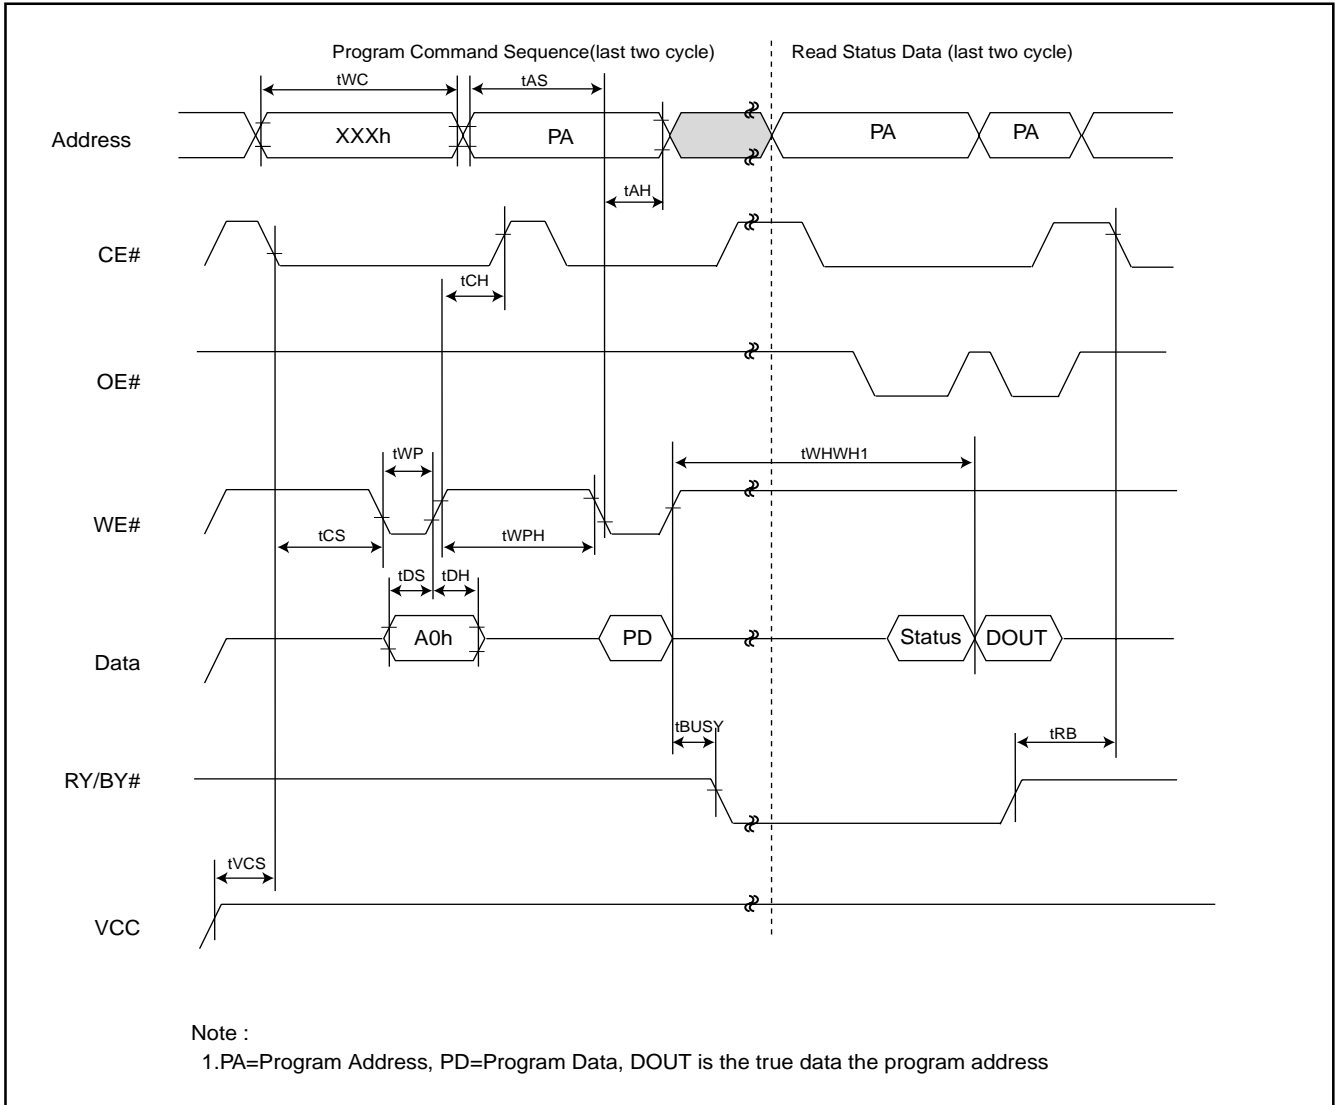 Program Command Sequence(last two cycle)
Read Status Data (last two cycle)
tWC
tAS
Address
XXXh
PA
PA
PA
tAH
CE#
tCH
OE#
tWP
tWHWH1
WE#
tCS
tWPH
tDS
tDH
Data
A0h
PD
Status
DOUT
tBUSY
tRB
RY/BY#
tVCS
VCC
Note :
1.PA=Program Address, PD=Program Data, DOUT is the true data the program address